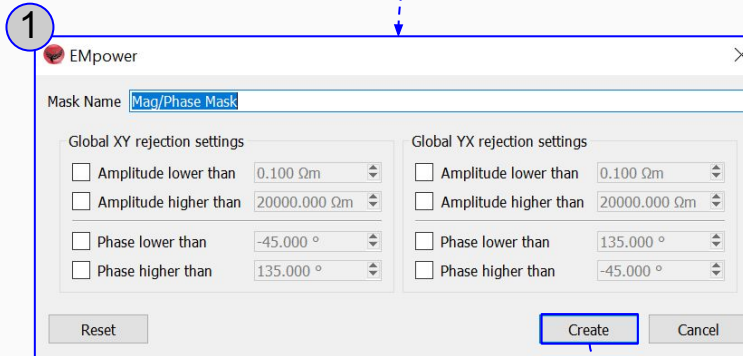 1
EMpower
Mask Name Mag/Phase Mask
Global XY rejection settings Global YX rejection settings
Amplitude lower than 0.100 Ωm Amplitude lower than 0.100 Ωm
Amplitude higher than 20000.000 Ωm Amplitude higher than 20000.000 Ωm
Phase lower than -45.000 ° Phase lower than 135.000 °
Phase higher than 135.000 ° Phase higher than -45.000 °
Reset Create Cancel